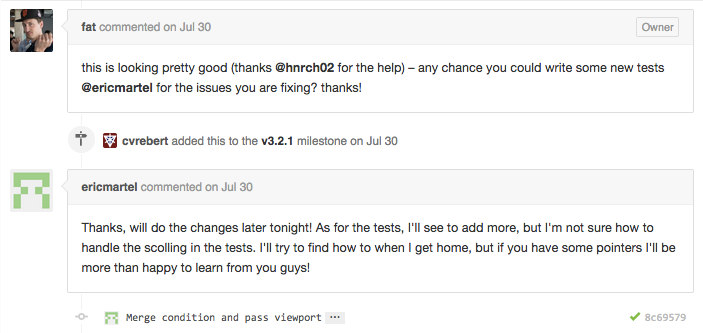 fat commented on Jul 30
Owner
this is looking pretty good (thanks @hnrch02 for the help) – any chance you could write some new tests
@ericmartel for the issues you are fixing? thanks!
cvrebert added this to the v3.2.1 milestone on Jul 30
ericmartel commented on Jul 30
Thanks, will do the changes later tonight! As for the tests, I'll see to add more, but I'm not sure how to
handle the scolling in the tests. I'll try to find how to when I get home, but if you have some pointers I'll be
more than happy to learn from you guys!
Merge condition and pass viewport ...
8c69579